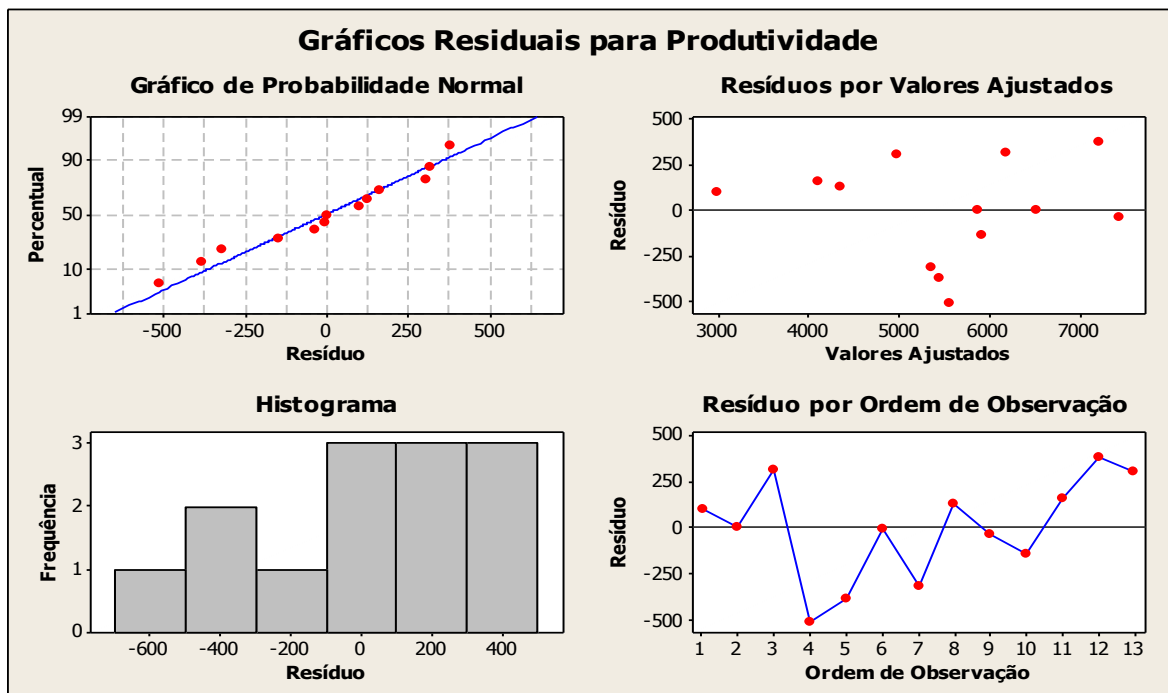 Gráficos Residuais para Produtividade
Gráfico de Probabilidade Normal
99
90
50
10
1
Percentual
-500
-250
0
250
500
Resíduo
Resíduos por Valores Ajustados
500
250
0
-250
-500
Resíduo
3000
4000
5000
6000
7000
Valores Ajustados
Histograma
3
2
1
0
Frequência
-600
-400
-200
0
200
400
Resíduo
Resíduo por Ordem de Observação
500
250
0
-250
-500
Resíduo
1 2 3 4 5 6 7 8 9 10 11 12 13
Ordem de Observação